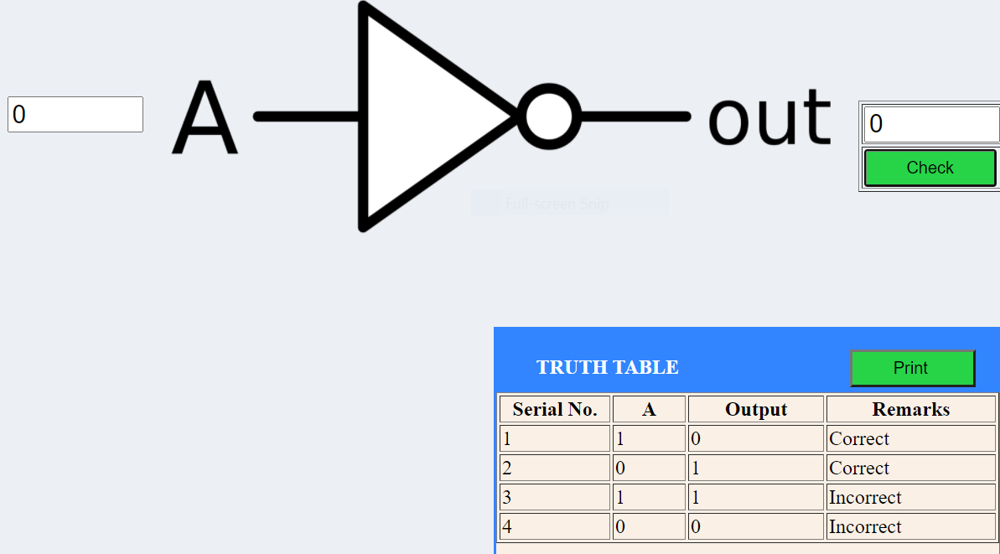 0
A
out
0
Check
Full-screen Snip
TRUTH TABLE
Print
Serial No. A Output Remarks
1 1 0 Correct
2 0 1 Correct
3 1 1 Incorrect
4 0 0 Incorrect